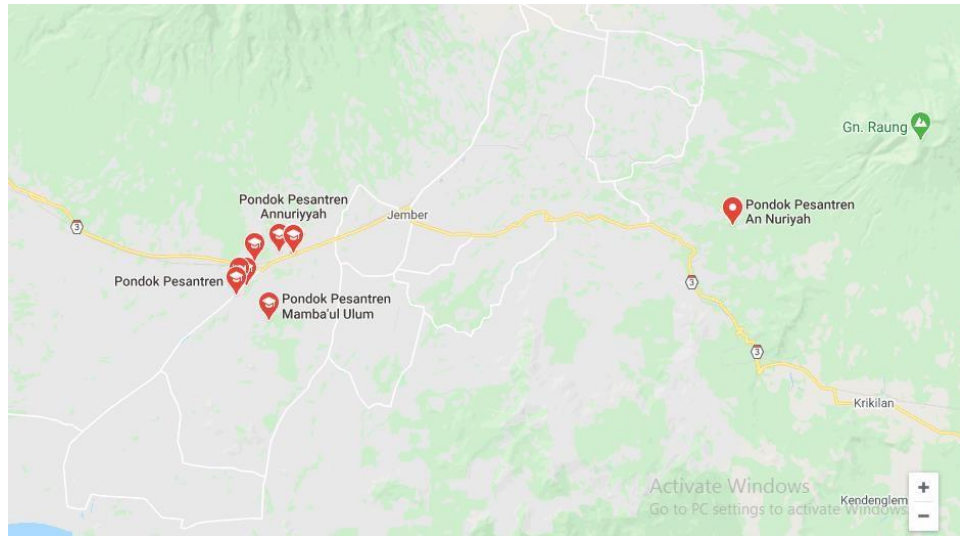 Gn. Raung
Pondok Pesantren
Annuriyyah
Pondok Pesantren
An Nuriyah
Jember
3
Pondok Pesantren
3
Pondok Pesantren
Mamba'ul Ulum
3
Krikilan
Activate Windows
Go to PC settings to activate Windows.
Kendenglem
+
−